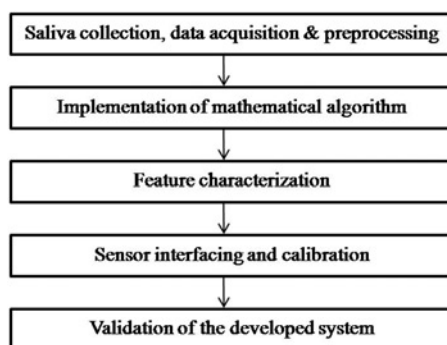 Saliva collection, data acquisition & preprocessing
Implementation of mathematical algorithm
Feature characterization
Sensor interfacing and calibration
Validation of the developed system